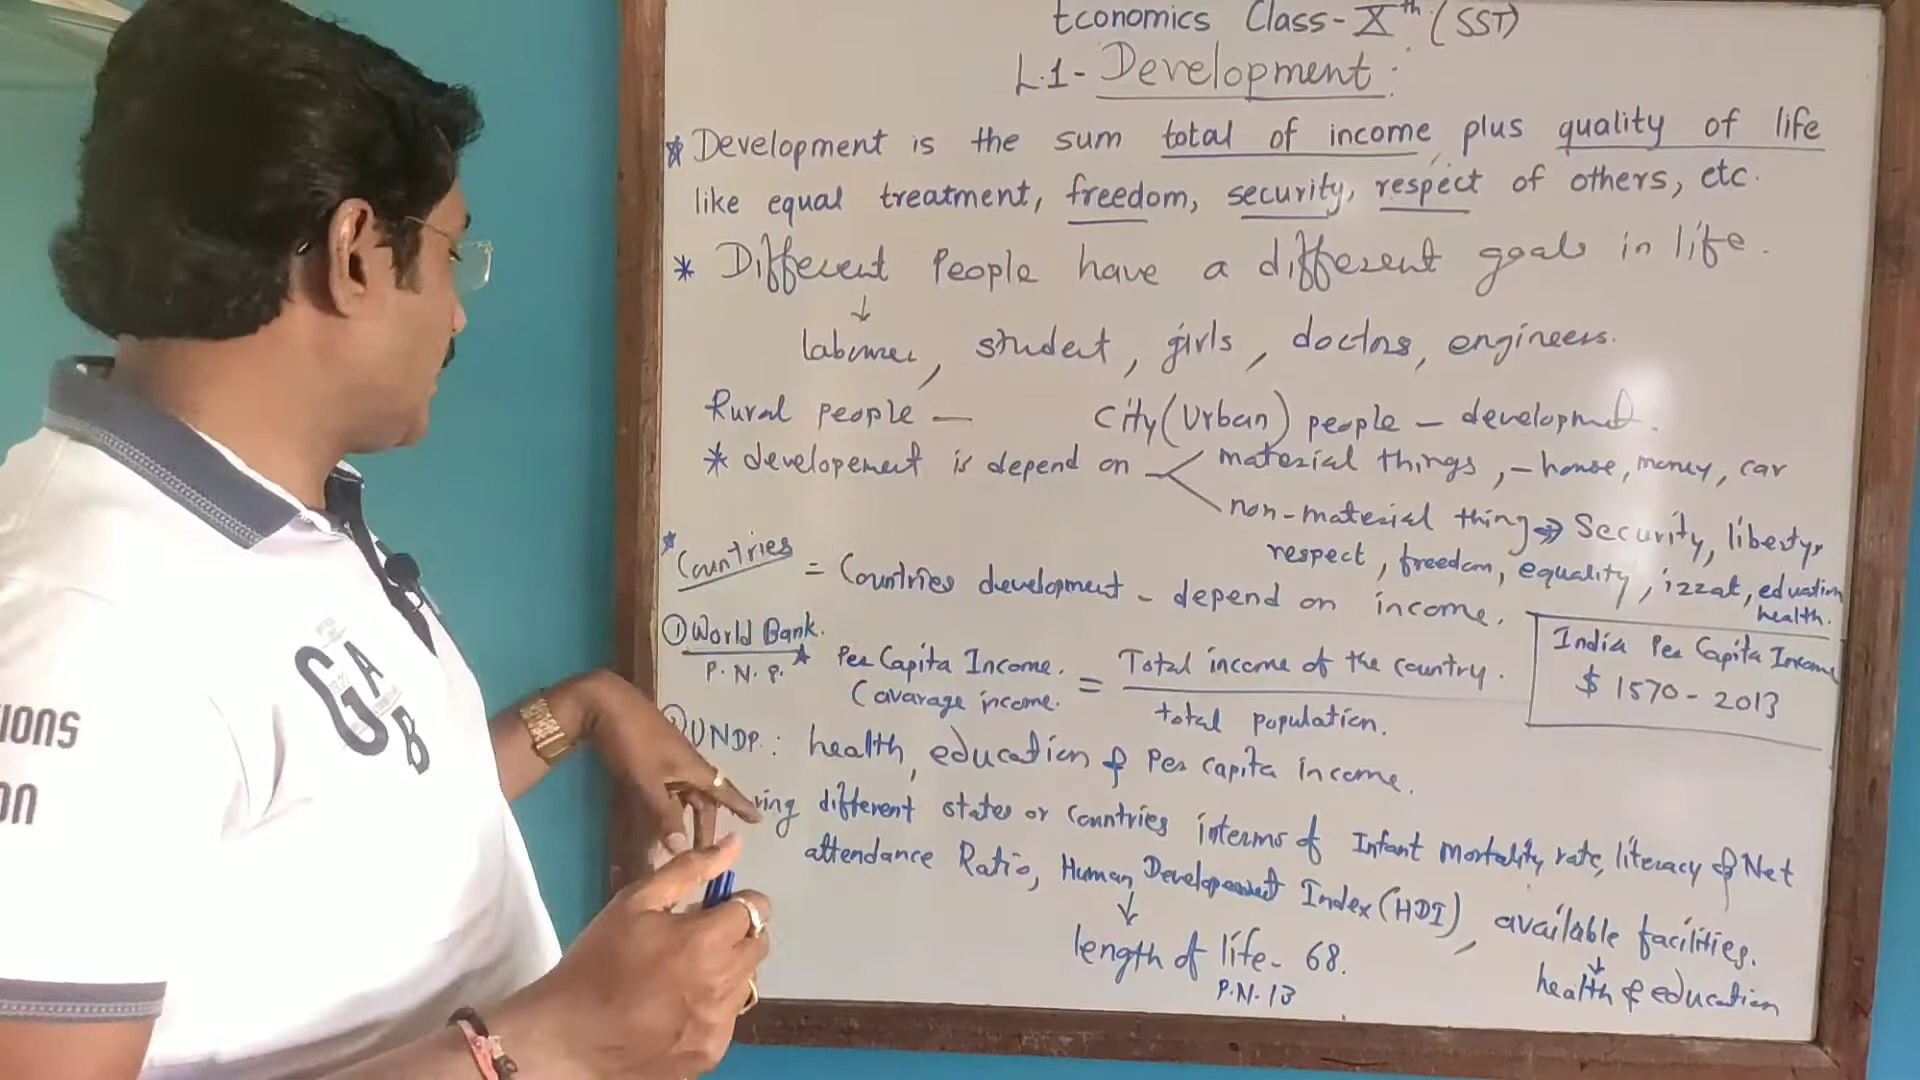 Economics Class-Xth (SST)
L.1- Development:
* Development is the sum total of income, plus quality of life
like equal treatment, freedom, security, respect of others, etc.
* Different People have a different goals in life.
↓
labourer, student, girls, doctors, engineers.
Rural people — City (Urban) people — development.
* developement is depend on material things, - house, money, car
non-material thing → Security, liberty,
respect, freedom, equality, izzat, eduation
health.
* Countries = Countries development - depend on income.
① World Bank.
P.N.P. * Per Capita Income. = Total income of the country.
(avarage income. total population.
India Per Capita Income
$ 1570 - 2013
② UNDP: health, education & Per capita income.
ring different states or Countries interms of Infant mortality rate, literacy & Net
attendance Ratio, Human Development Index (HDI), available facilities.
↓
length of life - 68.
P.N. 13
↓
health & education
GAB
IONS
ON